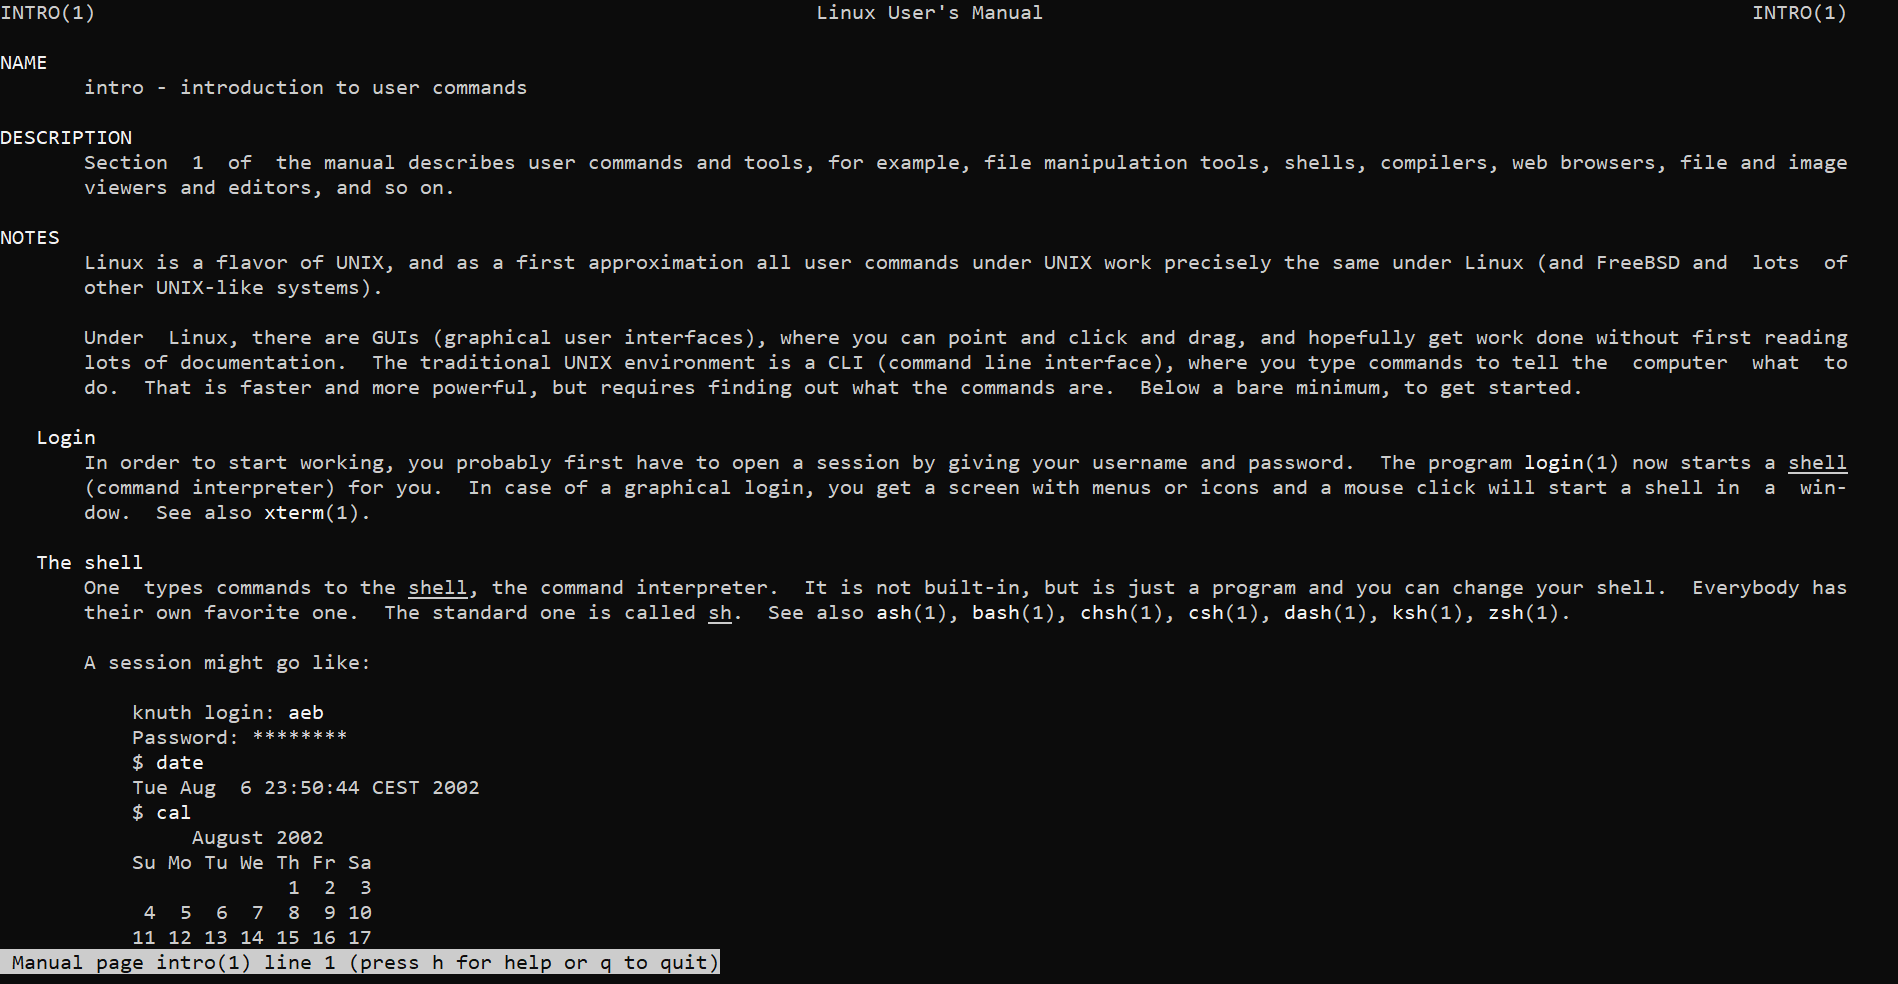 INTRO(1)                    Linux User's Manual                    INTRO(1)
NAME
intro - introduction to user commands
DESCRIPTION
Section  1  of  the manual describes user commands and tools, for example, file manipulation tools, shells, compilers, web browsers, file and image
viewers and editors, and so on.
NOTES
Linux is a flavor of UNIX, and as a first approximation all user commands under UNIX work precisely the same under Linux (and FreeBSD and  lots  of
other UNIX-like systems).
Under  Linux, there are GUIs (graphical user interfaces), where you can point and click and drag, and hopefully get work done without first reading
lots of documentation.  The traditional UNIX environment is a CLI (command line interface), where you type commands to tell the  computer  what  to
do.  That is faster and more powerful, but requires finding out what the commands are.  Below a bare minimum, to get started.
Login
In order to start working, you probably first have to open a session by giving your username and password.  The program login(1) now starts a shell
(command interpreter) for you.  In case of a graphical login, you get a screen with menus or icons and a mouse click will start a shell in  a  win-
dow.  See also xterm(1).
The shell
One  types commands to the shell, the command interpreter.  It is not built-in, but is just a program and you can change your shell.  Everybody has
their own favorite one.  The standard one is called sh.  See also ash(1), bash(1), chsh(1), csh(1), dash(1), ksh(1), zsh(1).
A session might go like:
knuth login: aeb
Password: ********
$ date
Tue Aug  6 23:50:44 CEST 2002
$ cal
     August 2002
Su Mo Tu We Th Fr Sa
             1  2  3
 4  5  6  7  8  9 10
11 12 13 14 15 16 17
Manual page intro(1) line 1 (press h for help or q to quit)